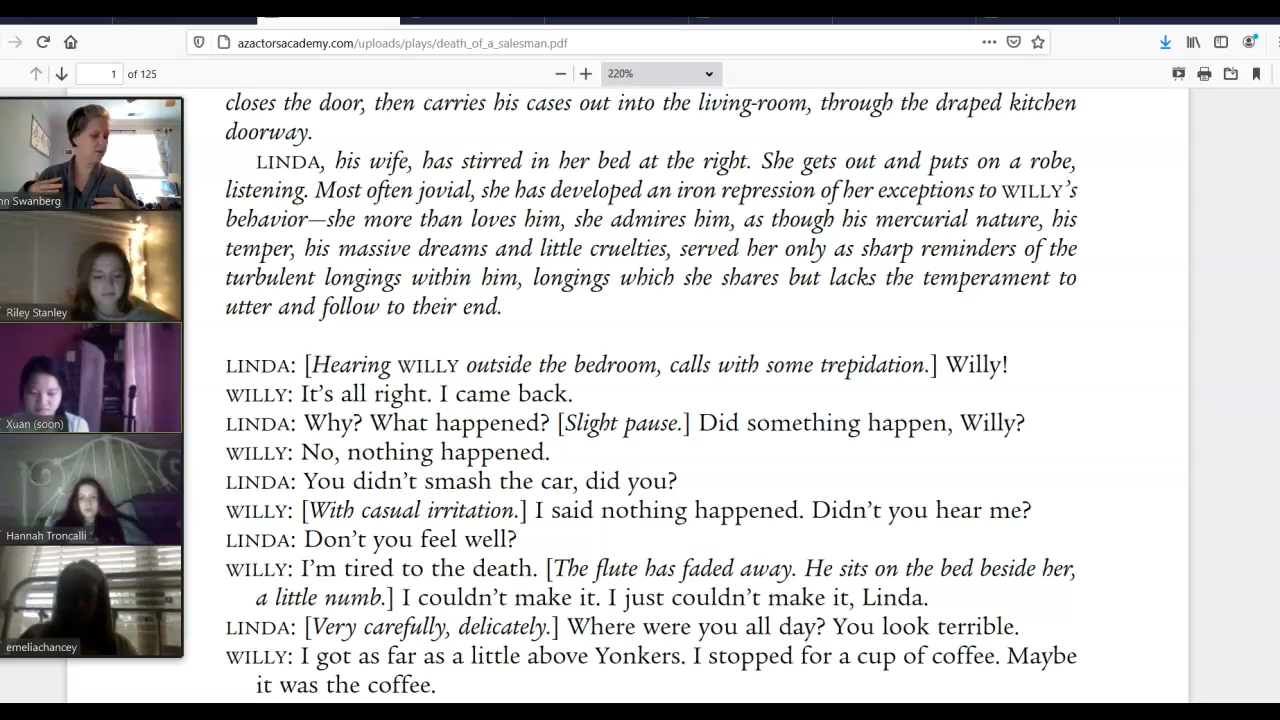 azactorsacademy.com/uploads/plays/death_of_a_salesman.pdf
1 of 125
220%
closes the door, then carries his cases out into the living-room, through the draped kitchen
doorway.
LINDA, his wife, has stirred in her bed at the right. She gets out and puts on a robe,
listening. Most often jovial, she has developed an iron repression of her exceptions to WILLY's
behavior—she more than loves him, she admires him, as though his mercurial nature, his
temper, his massive dreams and little cruelties, served her only as sharp reminders of the
turbulent longings within him, longings which she shares but lacks the temperament to
utter and follow to their end.
LINDA: [Hearing WILLY outside the bedroom, calls with some trepidation.] Willy!
WILLY: It's all right. I came back.
LINDA: Why? What happened? [Slight pause.] Did something happen, Willy?
WILLY: No, nothing happened.
LINDA: You didn't smash the car, did you?
WILLY: [With casual irritation.] I said nothing happened. Didn't you hear me?
LINDA: Don't you feel well?
WILLY: I'm tired to the death. [The flute has faded away. He sits on the bed beside her,
a little numb.] I couldn't make it. I just couldn't make it, Linda.
LINDA: [Very carefully, delicately.] Where were you all day? You look terrible.
WILLY: I got as far as a little above Yonkers. I stopped for a cup of coffee. Maybe
it was the coffee.
nn Swanberg
Riley Stanley
Xuan (soon)
Hannah Troncalli
emeliachancey